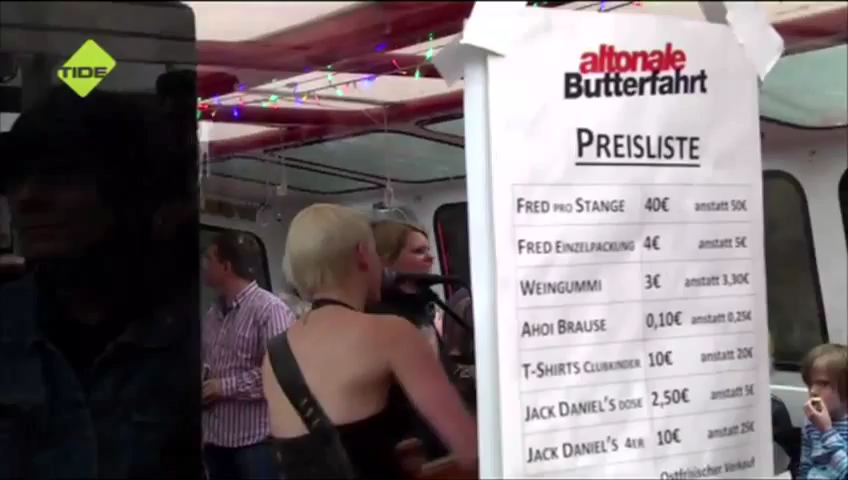 TIDE
altonale
Butterfahrt
PREISLISTE
FRED PRO STANGE 40€ anstatt 50€
FRED EINZELPACKUNG 4€ anstatt 5€
WEINGUMMI 3€ anstatt 3,30€
AHOI BRAUSE 0,10€ anstatt 0,25€
T-SHIRTS CLUBKINDER 10€ anstatt 20€
JACK DANIEL'S DOSE 2,50€ anstatt 5€
JACK DANIEL'S 4ER 10€ anstatt 25€
Ostfrisischer Verkauf